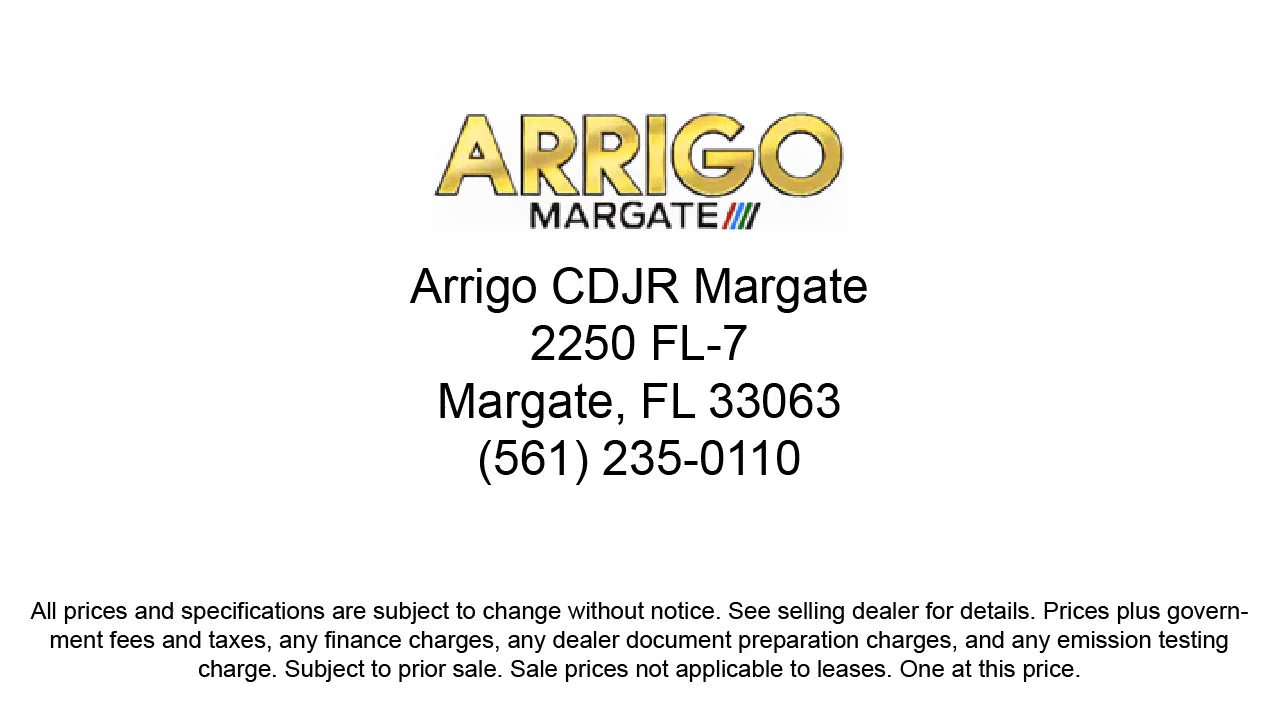 ARRIGO
MARGATE
Arrigo CDJR Margate
2250 FL-7
Margate, FL 33063
(561) 235-0110
All prices and specifications are subject to change without notice. See selling dealer for details. Prices plus govern-
ment fees and taxes, any finance charges, any dealer document preparation charges, and any emission testing
charge. Subject to prior sale. Sale prices not applicable to leases. One at this price.